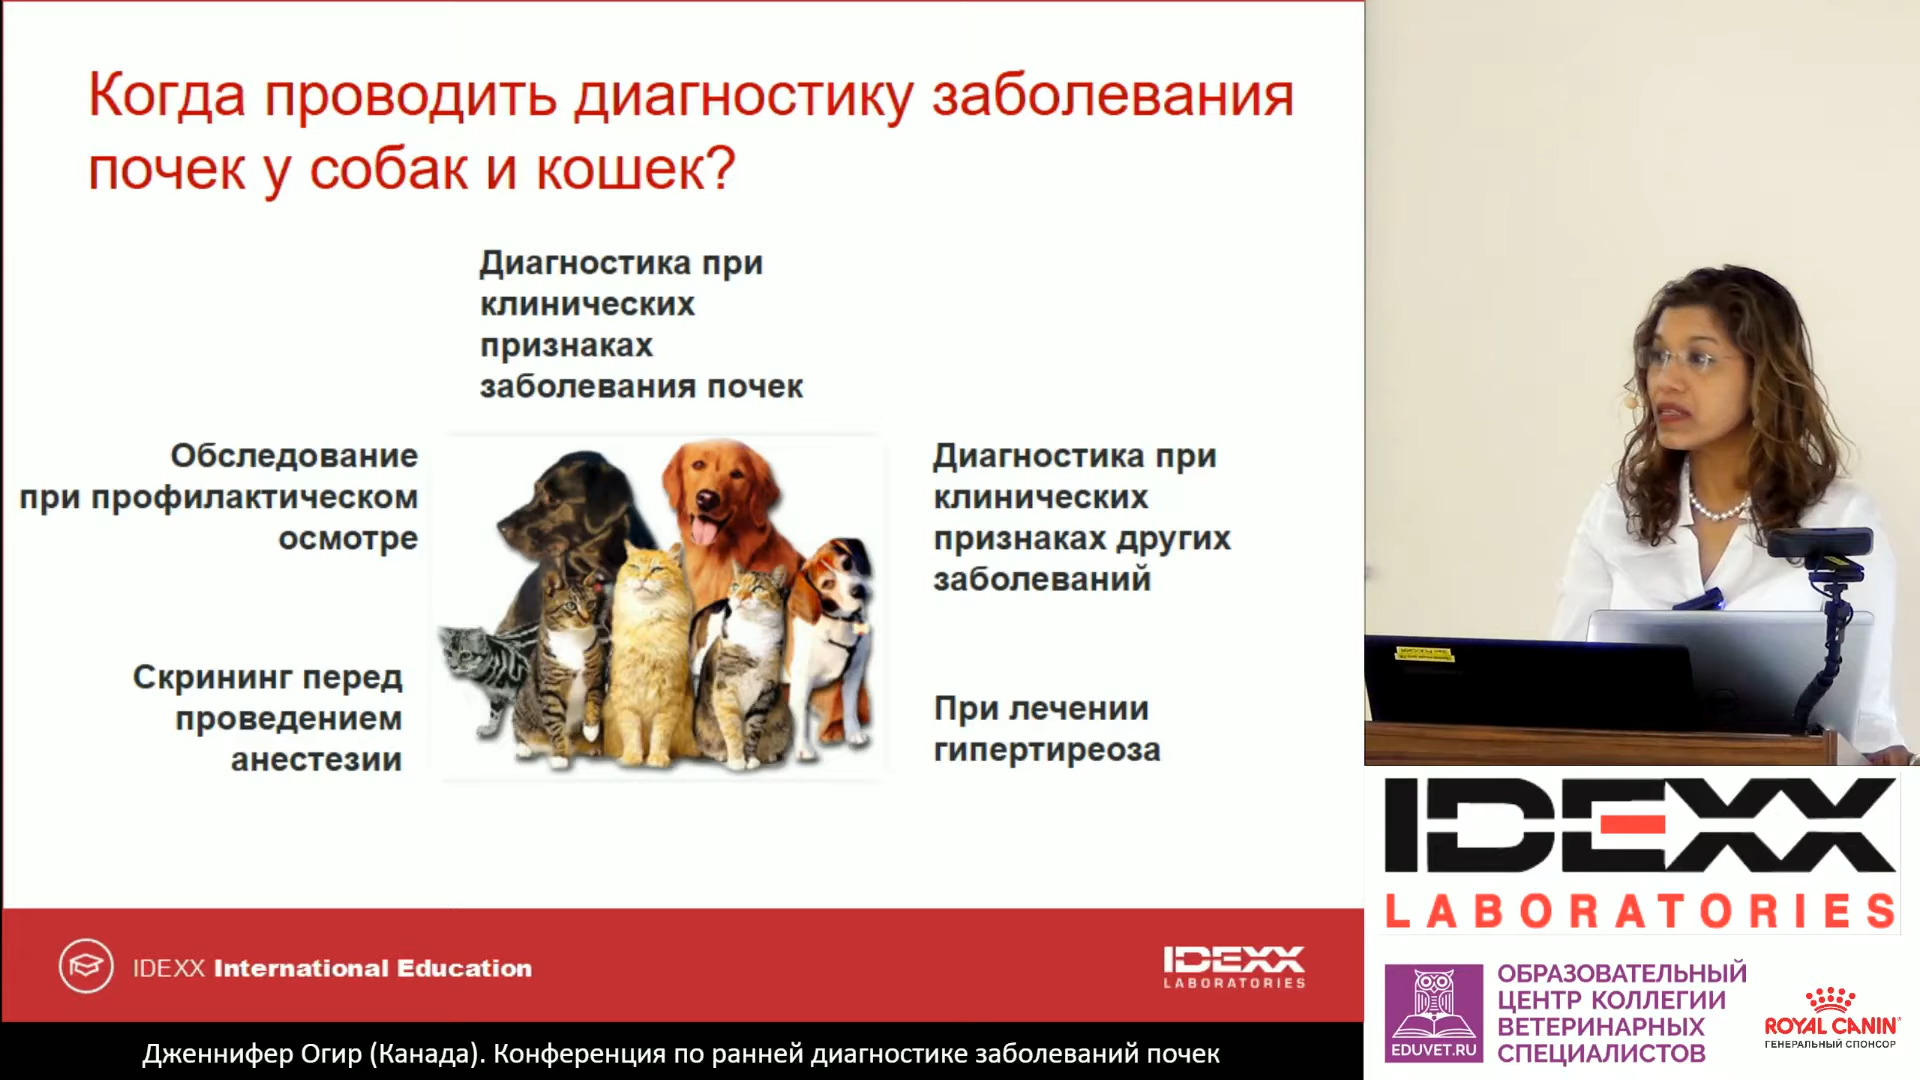 Когда проводить диагностику заболевания
почек у собак и кошек?
Диагностика при
клинических
признаках
заболевания почек
Обследование
при профилактическом
осмотре
Диагностика при
клинических
признаках других
заболеваний
Скрининг перед
проведением
анестезии
При лечении
гипертиреоза
IDEXX International Education
IDEXX
LABORATORIES
Дженнифер Огир (Канада). Конференция по ранней диагностике заболеваний почек
IDEXX
LABORATORIES
EDUVET.RU
ОБРАЗОВАТЕЛЬНЫЙ
ЦЕНТР КОЛЛЕГИИ
ВЕТЕРИНАРНЫХ
СПЕЦИАЛИСТОВ
ROYAL CANIN
ГЕНЕРАЛЬНЫЙ СПОНСОР